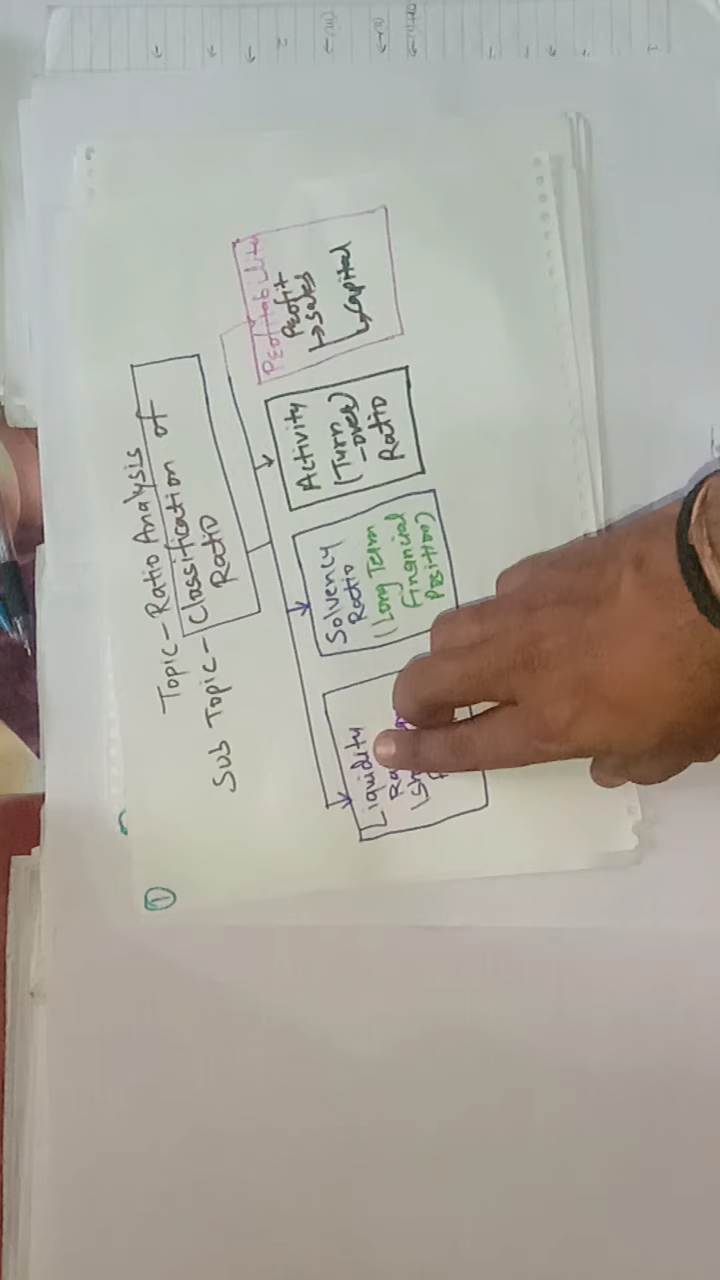 ①
Topic - Ratio Analysis
Sub Topic - Classification of
Ratio
Liquidity
Solvency
Ratio
(Long Term
Financial
Position)
Activity
(Turn
-over)
Ratio
Profitability
Profit
→ Sales
→ Capital